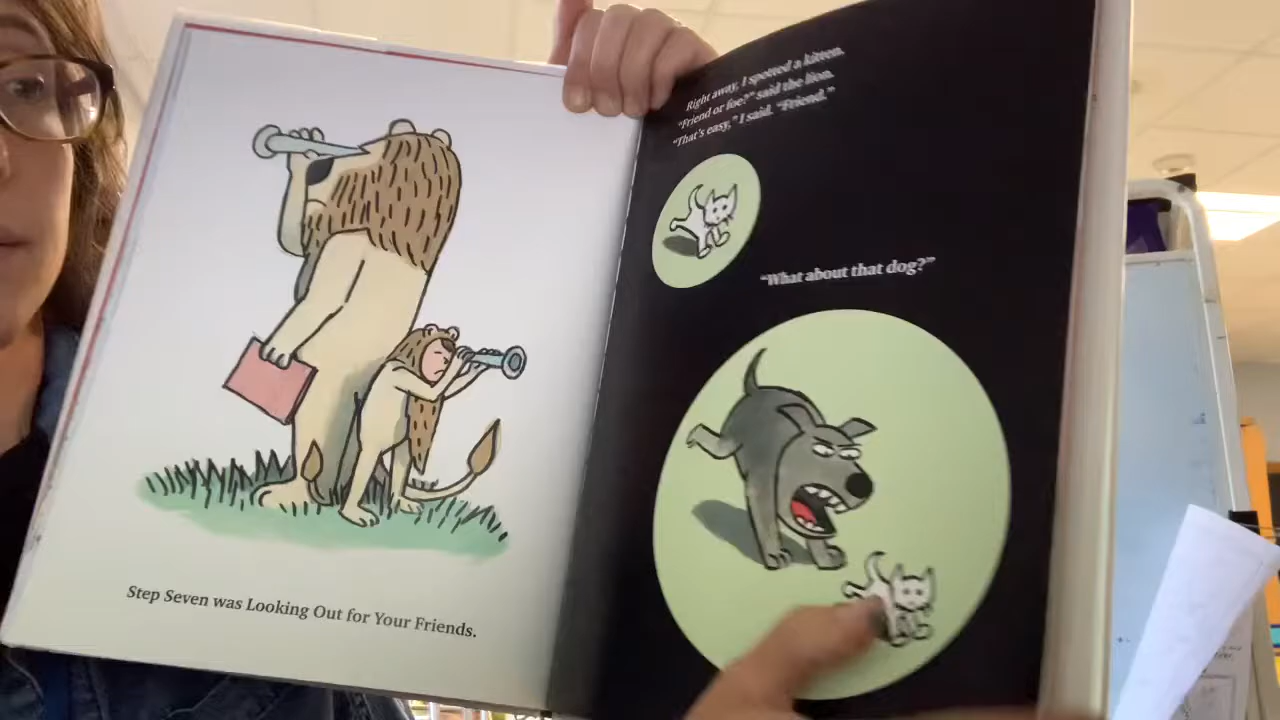 Step Seven was Looking Out for Your Friends.
Right away, I spotted a kitten.
"Friend or foe?" said the lion.
"That's easy," I said. "Friend."
"What about that dog?"